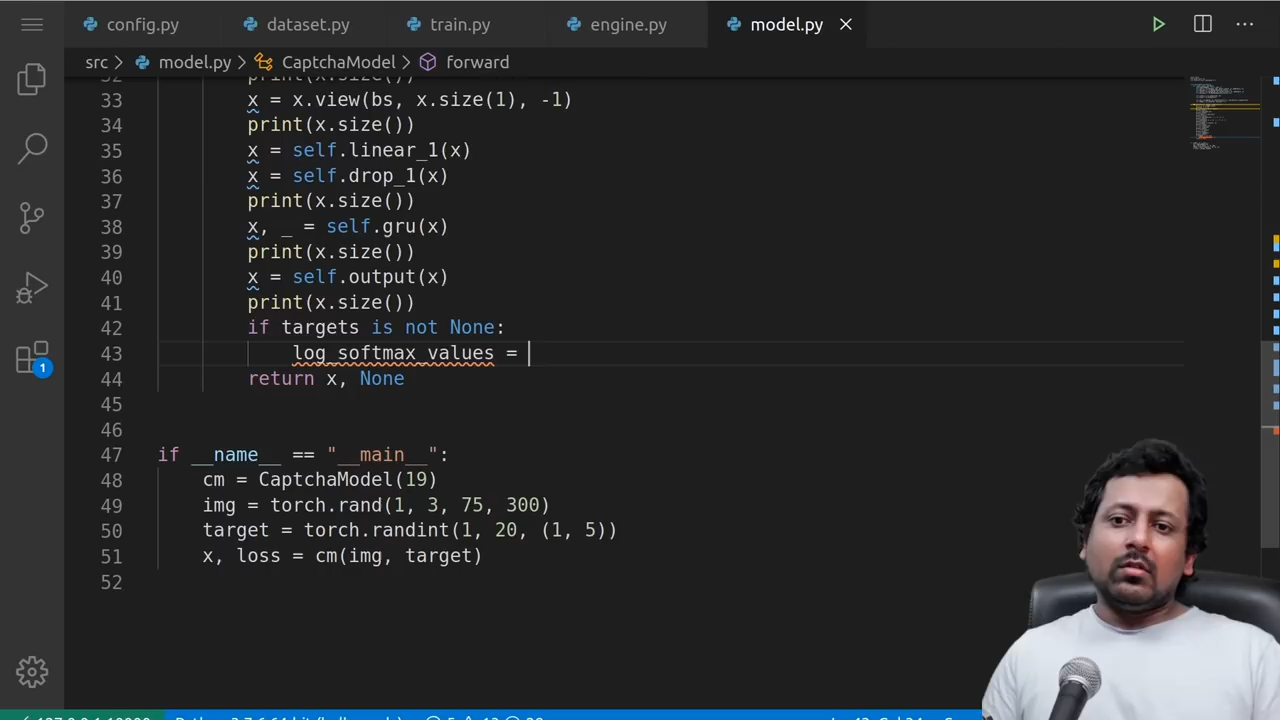 config.py dataset.py train.py engine.py model.py
src model.py CaptchaModel Forward
32 print(x.size())
33 x = x.view(bs, x.size(1), -1)
34 print(x.size())
35 x = self.linear_1(x)
36 x = self.drop_1(x)
37 print(x.size())
38 x, _ = self.gru(x)
39 print(x.size())
40 x = self.output(x)
41 print(x.size())
42 if targets is not None:
43 log_softmax_values =
44 return x, None
45
46
47 if __name__ == "__main__":
48 cm = CaptchaModel(19)
49 img = torch.rand(1, 3, 75, 300)
50 target = torch.randint(1, 20, (1, 5))
51 x, loss = cm(img, target)
52
1